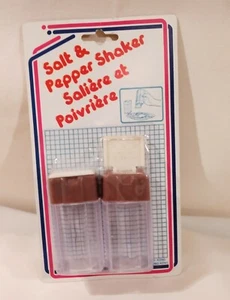 Salt &
Pepper Shaker
Salière et
Poivrière